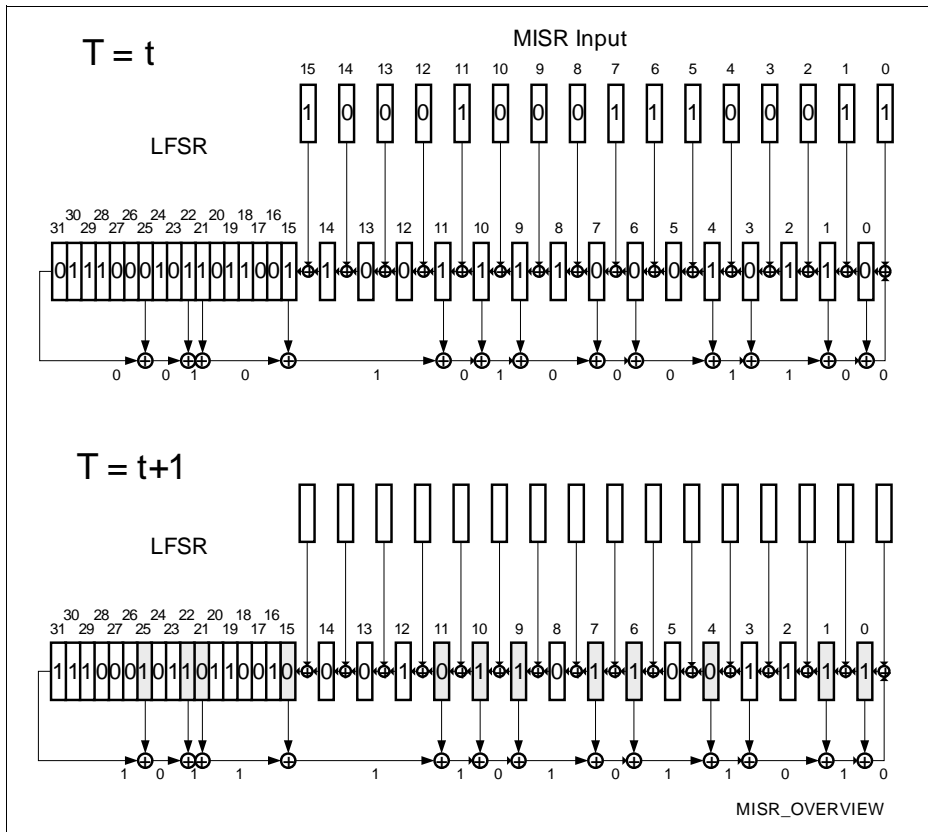 T = t
MISR Input
15 14 13 12 11 10 9 8 7 6 5 4 3 2 1 0
1 0 0 0 1 0 0 0 1 1 1 0 0 0 1 1
LFSR
30 28 26 24 22 20 18 16
31 29 27 25 23 21 19 17 15 14 13 12 11 10 9 8 7 6 5 4 3 2 1 0
0 1 1 1 0 0 0 1 0 1 1 0 1 1 0 0 1 1 0 0 1 1 1 1 0 0 0 1 0 1 1 0
0 0 1 0 1 0 1 0 0 0 1 1 0 0
T = t+1
LFSR
30 28 26 24 22 20 18 16
31 29 27 25 23 21 19 17 15 14 13 12 11 10 9 8 7 6 5 4 3 2 1 0
1 1 1 0 0 0 1 0 1 1 0 1 1 0 0 1 0 0 0 1 0 1 1 0 1 1 0 0 1 1 1 1
1 0 1 1 1 1 0 1 0 1 1 0 1 0
MISR_OVERVIEW